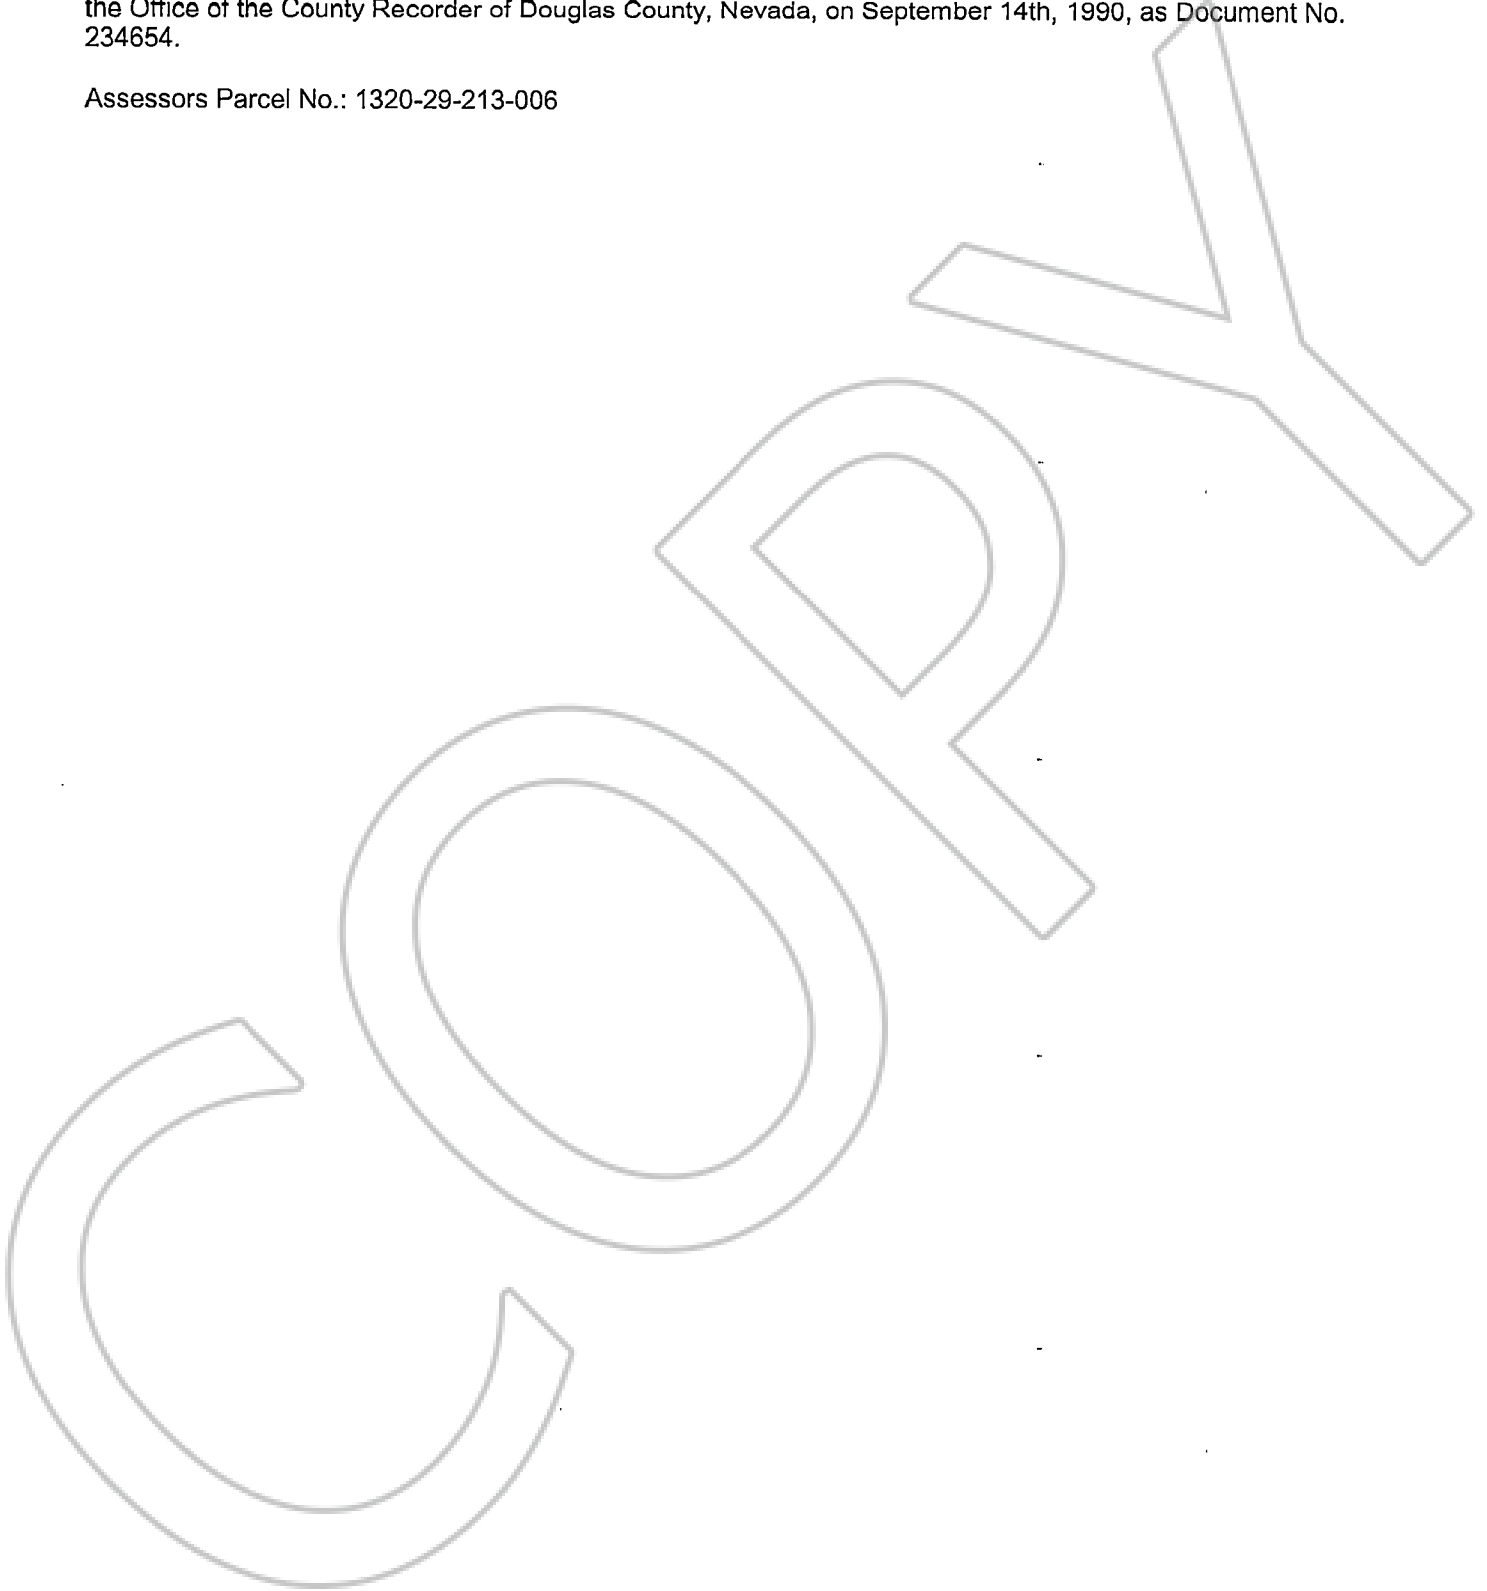 the Office of the County Recorder of Douglas County, Nevada, on September 14th, 1990, as Document No.
234654.
Assessors Parcel No.: 1320-29-213-006
COPY